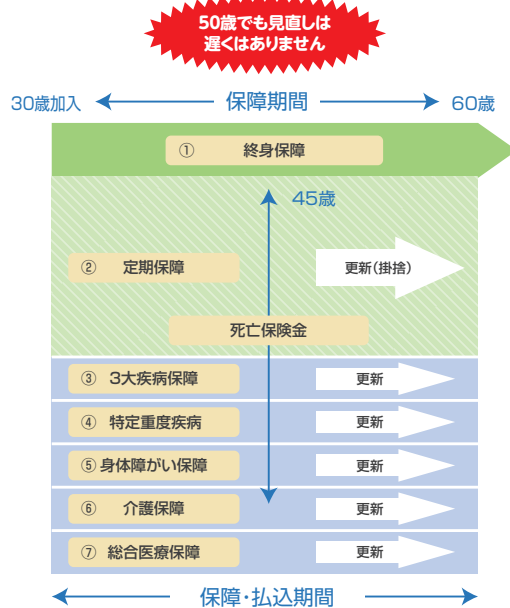 50歳でも見直しは
遅くはありません
30歳加入 保障期間 60歳
① 終身保障
45歳
② 定期保障 更新(掛捨)
死亡保険金
③ 3大疾病保障 更新
④ 特定重度疾病 更新
⑤ 身体障がい保障 更新
⑥ 介護保障 更新
⑦ 総合医療保障 更新
保障・払込期間